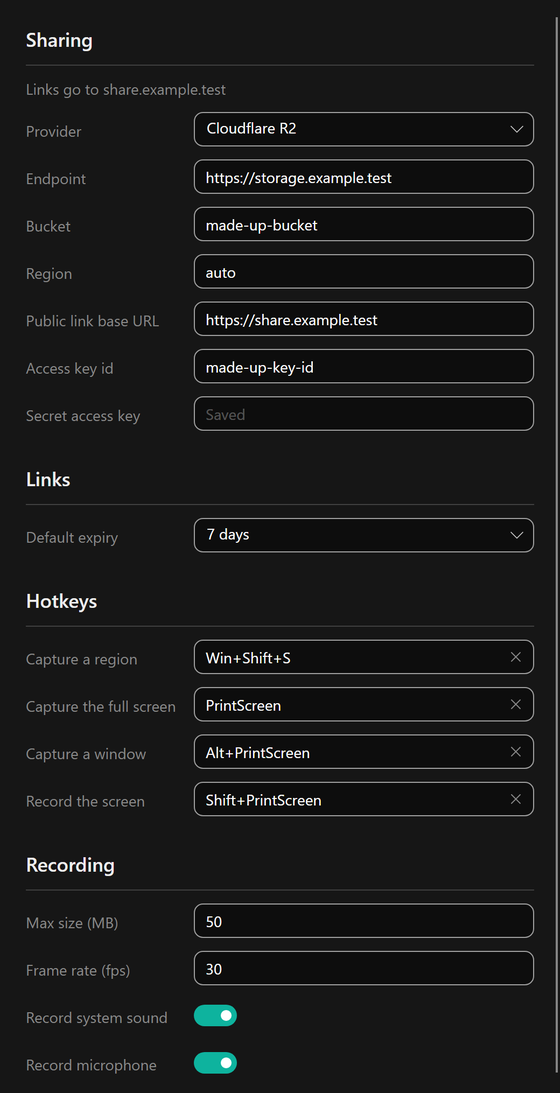 Sharing
Links go to share.example.test
Provider
Cloudflare R2
Endpoint
https://storage.example.test
Bucket
made-up-bucket
Region
auto
Public link base URL
https://share.example.test
Access key id
made-up-key-id
Secret access key
Saved
Links
Default expiry
7 days
Hotkeys
Capture a region
Win+Shift+S
Capture the full screen
PrintScreen
Capture a window
Alt+PrintScreen
Record the screen
Shift+PrintScreen
Recording
Max size (MB)
50
Frame rate (fps)
30
Record system sound
Record microphone